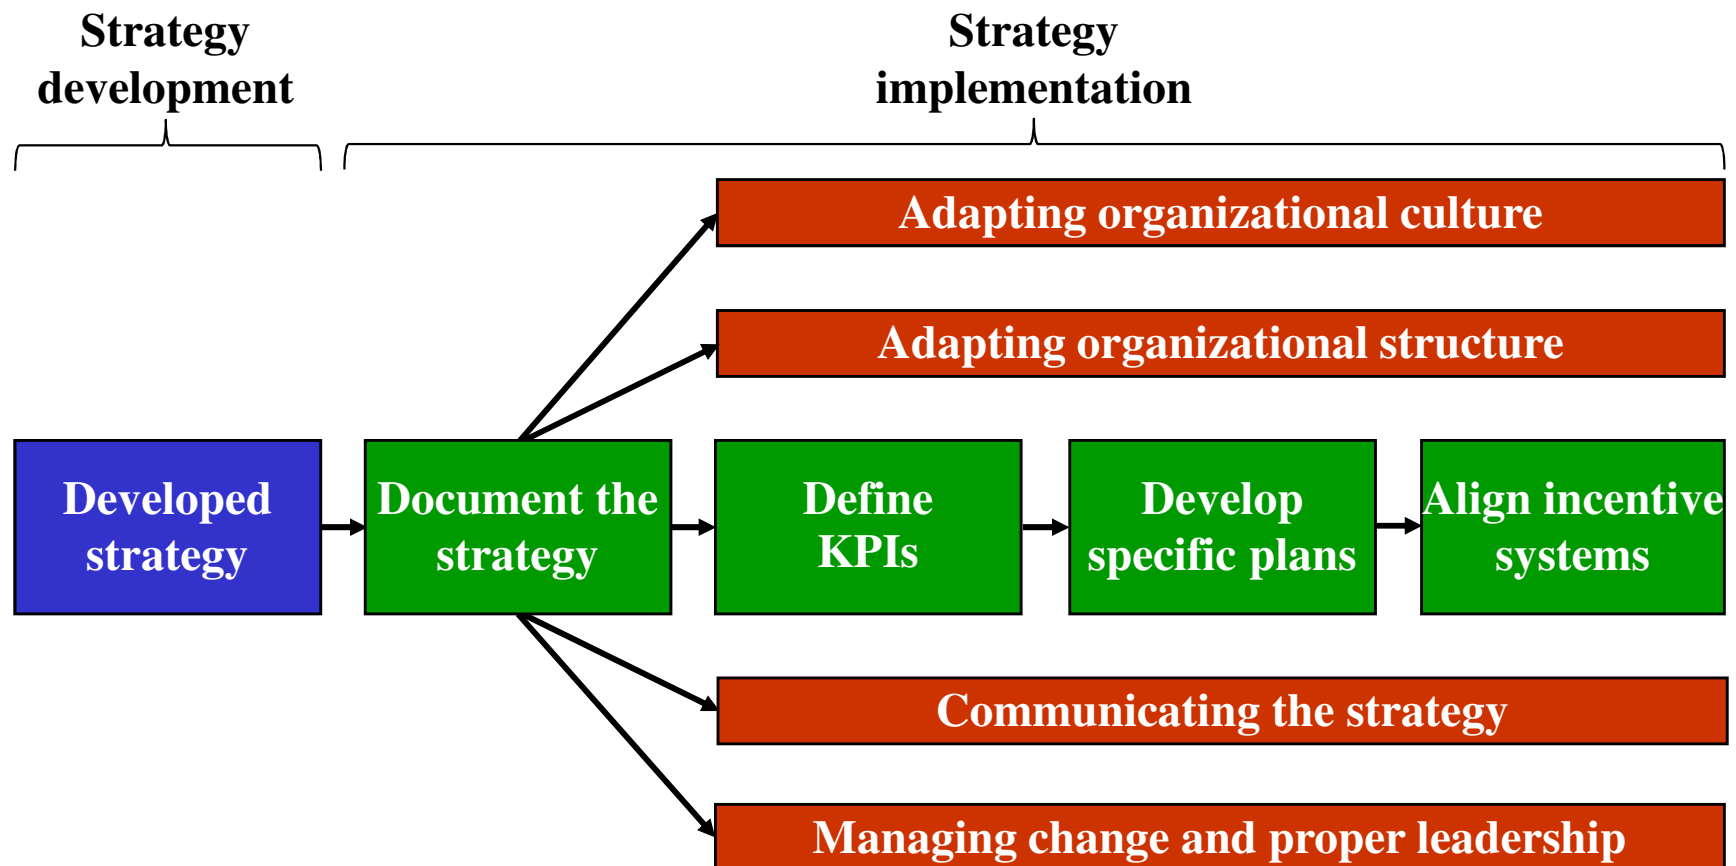 Strategy
development
Strategy
implementation
Adapting organizational culture
Adapting organizational structure
Developed
strategy
Document the
strategy
Define
KPIs
Develop
specific plans
Align incentive
systems
Communicating the strategy
Managing change and proper leadership